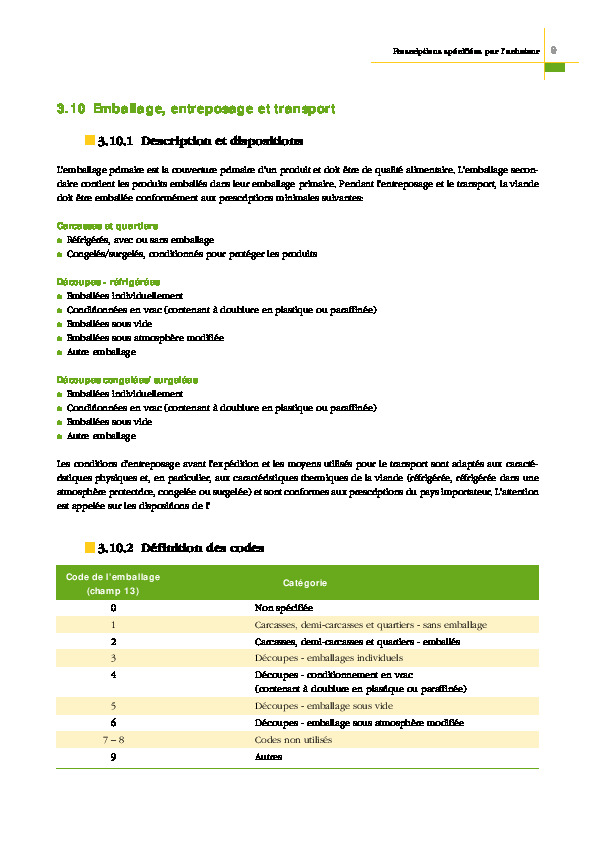 Prescriptions spécifiées par l'acheteur 9
3.10 Emballage, entreposage et transport
3.10.1 Description et dispositions
L'emballage primaire est la couverture primaire d'un produit et doit être de qualité alimentaire. L'emballage secon-
daire contient les produits emballés dans leur emballage primaire. Pendant l'entreposage et le transport, la viande
doit être emballée conformément aux prescriptions minimales suivantes:
Carcasses et quartiers
Réfrigérés, avec ou sans emballage
Congelés/surgelés, conditionnés pour protéger les produits
Découpes - réfrigérées
Emballées individuellement
Conditionnées en vrac (contenant à doublure en plastique ou paraffinée)
Emballées sous vide
Emballées sous atmosphère modifiée
Autre emballage
Découpes congelées/ surgelées
Emballées individuellement
Conditionnées en vrac (contenant à doublure en plastique ou paraffinée)
Emballées sous vide
Autre emballage
Les conditions d'entreposage avant l'expédition et les moyens utilisés pour le transport sont adaptés aux caracté-
ristiques physiques et, en particulier, aux caractéristiques thermiques de la viande (réfrigérée, réfrigérée dans une
atmosphère protectrice, congelée ou surgelée) et sont conformes aux prescriptions du pays importateur. L'attention
est appelée sur les dispositions de l'
3.10.2 Définition des codes
Code de l'emballage
(champ 13)
Catégorie
0 Non spécifiée
1 Carcasses, demi-carcasses et quartiers - sans emballage
2 Carcasses, demi-carcasses et quartiers - emballés
3 Découpes - emballages individuels
4 Découpes - conditionnement en vrac
(contenant à doublure en plastique ou paraffinée)
5 Découpes - emballage sous vide
6 Découpes - emballage sous atmosphère modifiée
7 – 8 Codes non utilisés
9 Autres